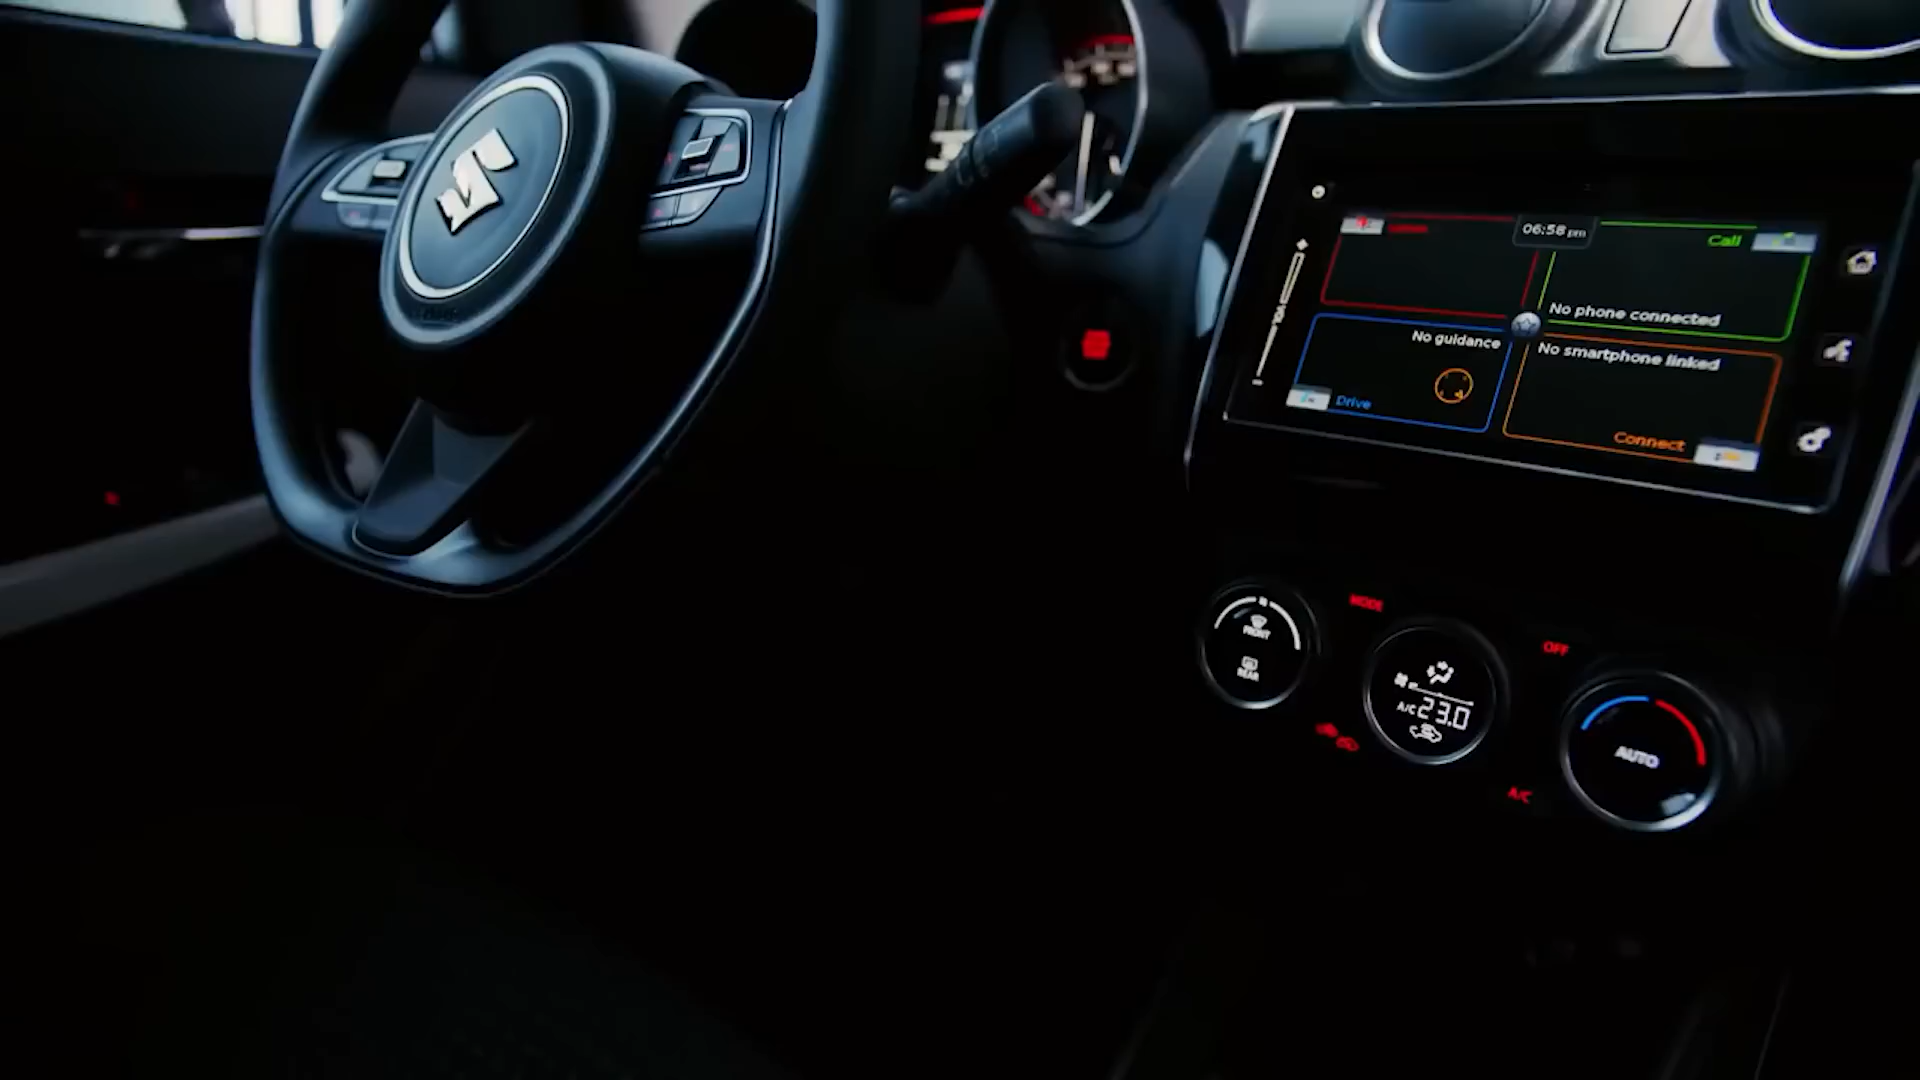 06:58 pm
Call
No phone connected
No guidance
No smartphone linked
Drive
Connect
VOL
MODE
FRONT
REAR
OFF
A/C 23.0
AUTO
A/C